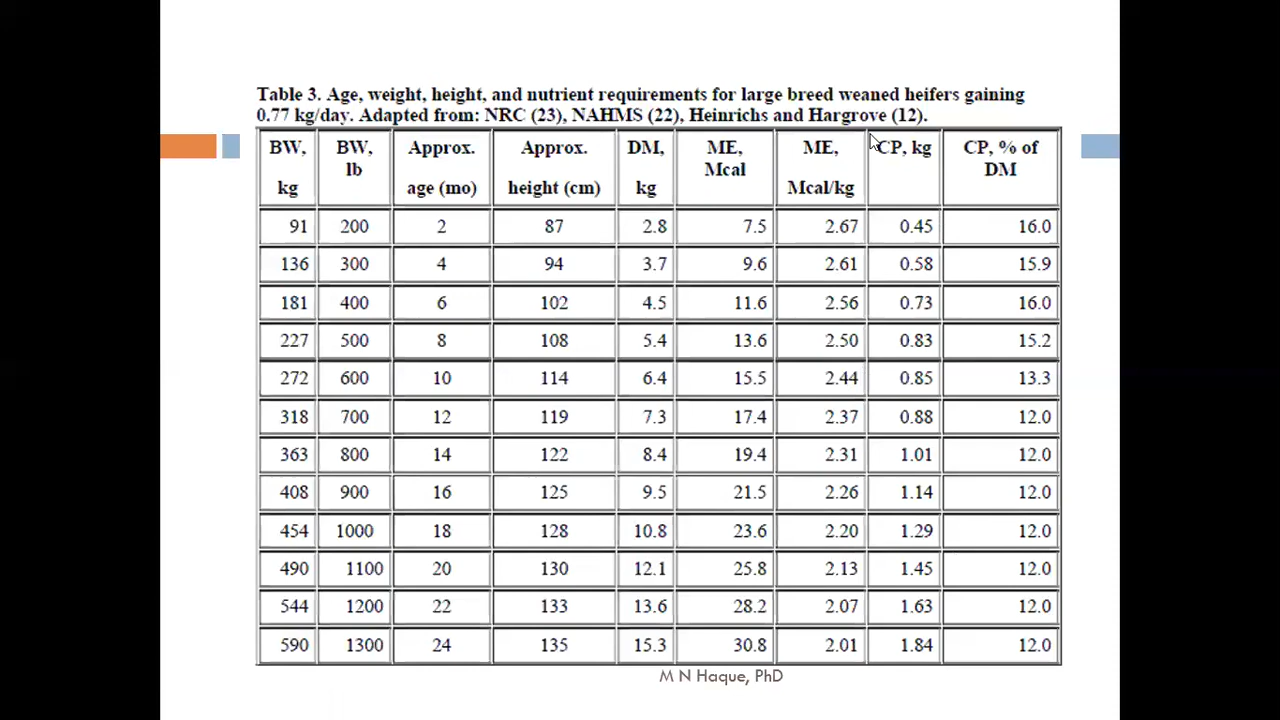 Table 3. Age, weight, height, and nutrient requirements for large breed weaned heifers gaining
0.77 kg/day. Adapted from: NRC (23), NAHMS (22), Heinrichs and Hargrove (12).
BW, kg BW, lb Approx. age (mo) Approx. height (cm) DM, kg ME, Mcal ME, Mcal/kg CP, kg CP, % of DM
91 200 2 87 2.8 7.5 2.67 0.45 16.0
136 300 4 94 3.7 9.6 2.61 0.58 15.9
181 400 6 102 4.5 11.6 2.56 0.73 16.0
227 500 8 108 5.4 13.6 2.50 0.83 15.2
272 600 10 114 6.4 15.5 2.44 0.85 13.3
318 700 12 119 7.3 17.4 2.37 0.88 12.0
363 800 14 122 8.4 19.4 2.31 1.01 12.0
408 900 16 125 9.5 21.5 2.26 1.14 12.0
454 1000 18 128 10.8 23.6 2.20 1.29 12.0
490 1100 20 130 12.1 25.8 2.13 1.45 12.0
544 1200 22 133 13.6 28.2 2.07 1.63 12.0
590 1300 24 135 15.3 30.8 2.01 1.84 12.0
M N Haque, PhD